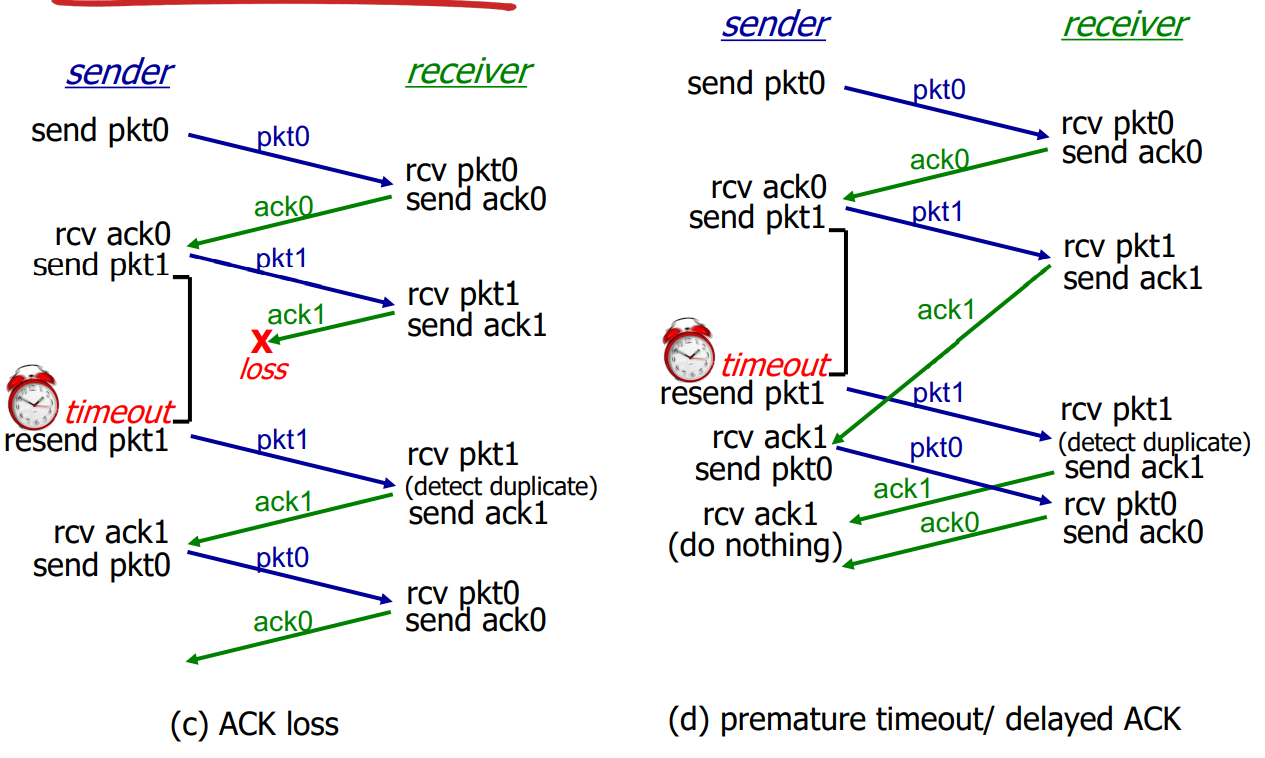 sender
receiver
send pkt0
pkt0
rcv pkt0
send ack0
ack0
rcv ack0
send pkt1
pkt1
rcv pkt1
send ack1
ack1
X
loss
timeout
resend pkt1
pkt1
rcv pkt1
(detect duplicate)
send ack1
ack1
rcv ack1
send pkt0
pkt0
rcv pkt0
send ack0
ack0
(c) ACK loss
sender
receiver
send pkt0
pkt0
rcv pkt0
send ack0
ack0
rcv ack0
send pkt1
pkt1
rcv pkt1
send ack1
ack1
timeout
resend pkt1
pkt1
rcv pkt1
(detect duplicate)
send ack1
rcv ack1
send pkt0
pkt0
ack1
rcv pkt0
send ack0
rcv ack1
(do nothing)
ack0
(d) premature timeout/ delayed ACK